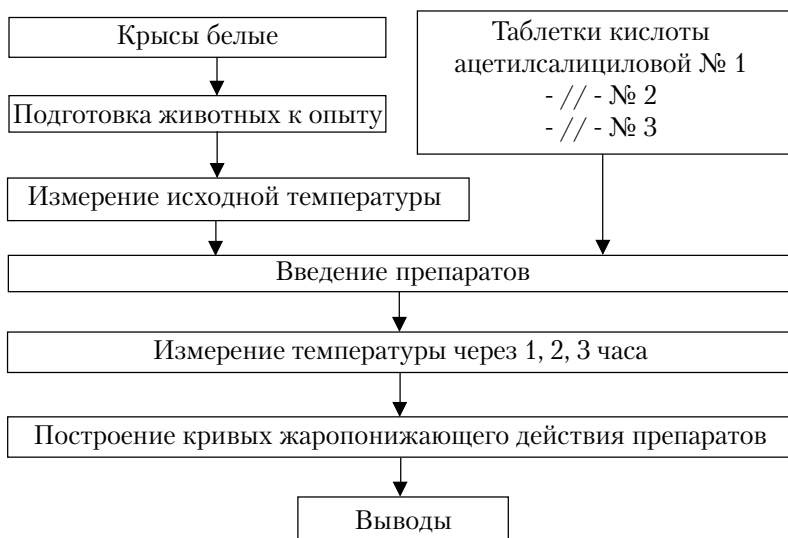 Крысы белые
Подготовка животных к опыту
Измерение исходной температуры
Таблетки кислоты
ацетилсалициловой № 1
- // - № 2
- // - № 3
Введение препаратов
Измерение температуры через 1, 2, 3 часа
Построение кривых жаропонижающего действия препаратов
Выводы